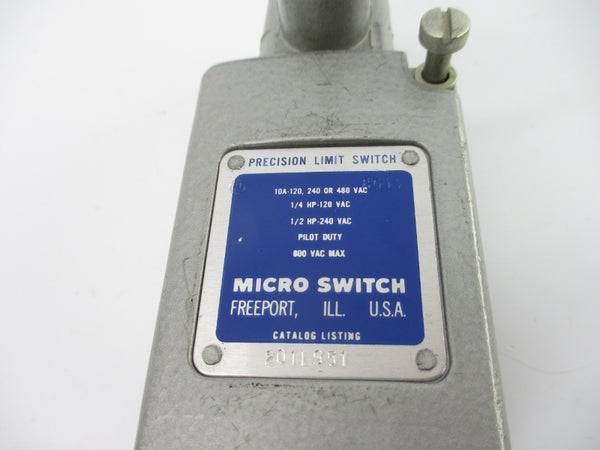 PRECISION LIMIT SWITCH
10A-120, 240 OR 480 VAC
1/4 HP-120 VAC
1/2 HP-240 VAC
PILOT DUTY
600 VAC MAX
MICRO SWITCH
FREEPORT, ILL. U.S.A.
CATALOG LISTING
201LS51